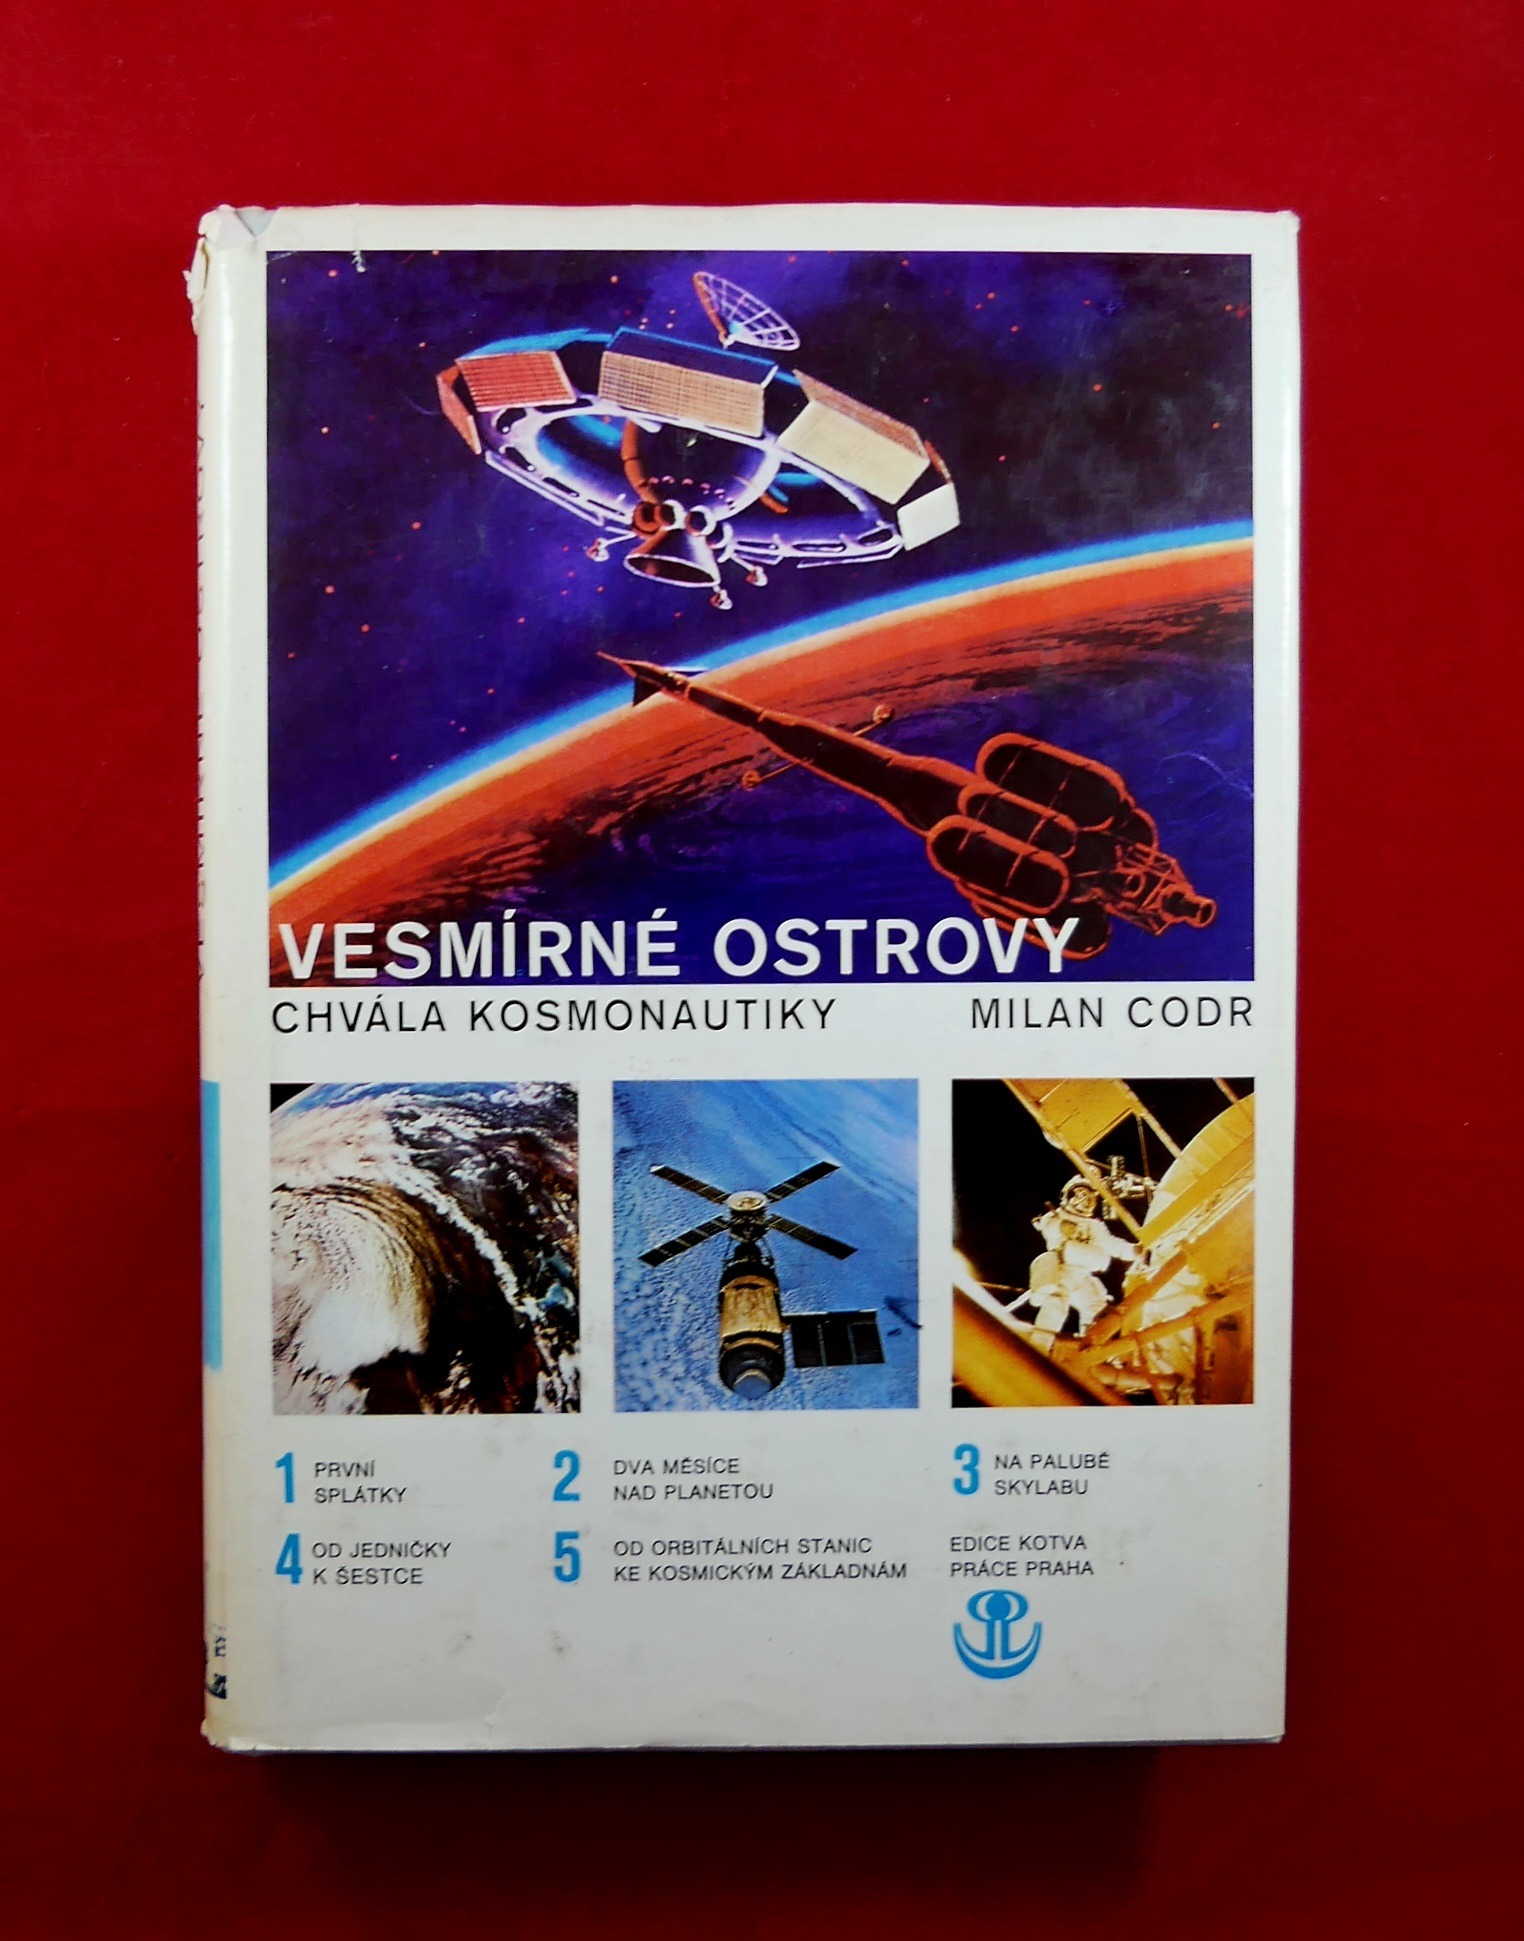 VESMÍRNÉ OSTROVY
CHVÁLA KOSMONAUTIKY MILAN CODR
1 PRVNÍ
SPLÁTKY
2 DVA MĚSÍCE
NAD PLANETOU
3 NA PALUBĚ
SKYLABU
4 OD JEDNIČKY
K ŠESTCE
5 OD ORBITÁLNÍCH STANIC
KE KOSMICKÝM ZÁKLADNÁM
EDICE KOTVA
PRÁCE PRAHA